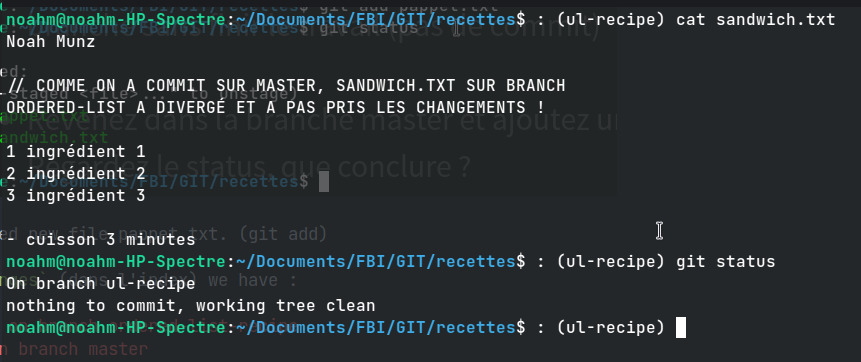 noahm@noahm-HP-Spectre:~/Documents/FBI/GIT/recettes$ : (ul-recipe) cat sandwich.txt
Noah Munz
// COMME ON A COMMIT SUR MASTER, SANDWICH.TXT SUR BRANCH
ORDERED-LIST A DIVERGÉ ET A PAS PRIS LES CHANGEMENTS !
1 ingrédient 1
2 ingrédient 2
3 ingrédient 3
- cuisson 3 minutes
noahm@noahm-HP-Spectre:~/Documents/FBI/GIT/recettes$ : (ul-recipe) git status
On branch ul-recipe
nothing to commit, working tree clean
noahm@noahm-HP-Spectre:~/Documents/FBI/GIT/recettes$ : (ul-recipe)